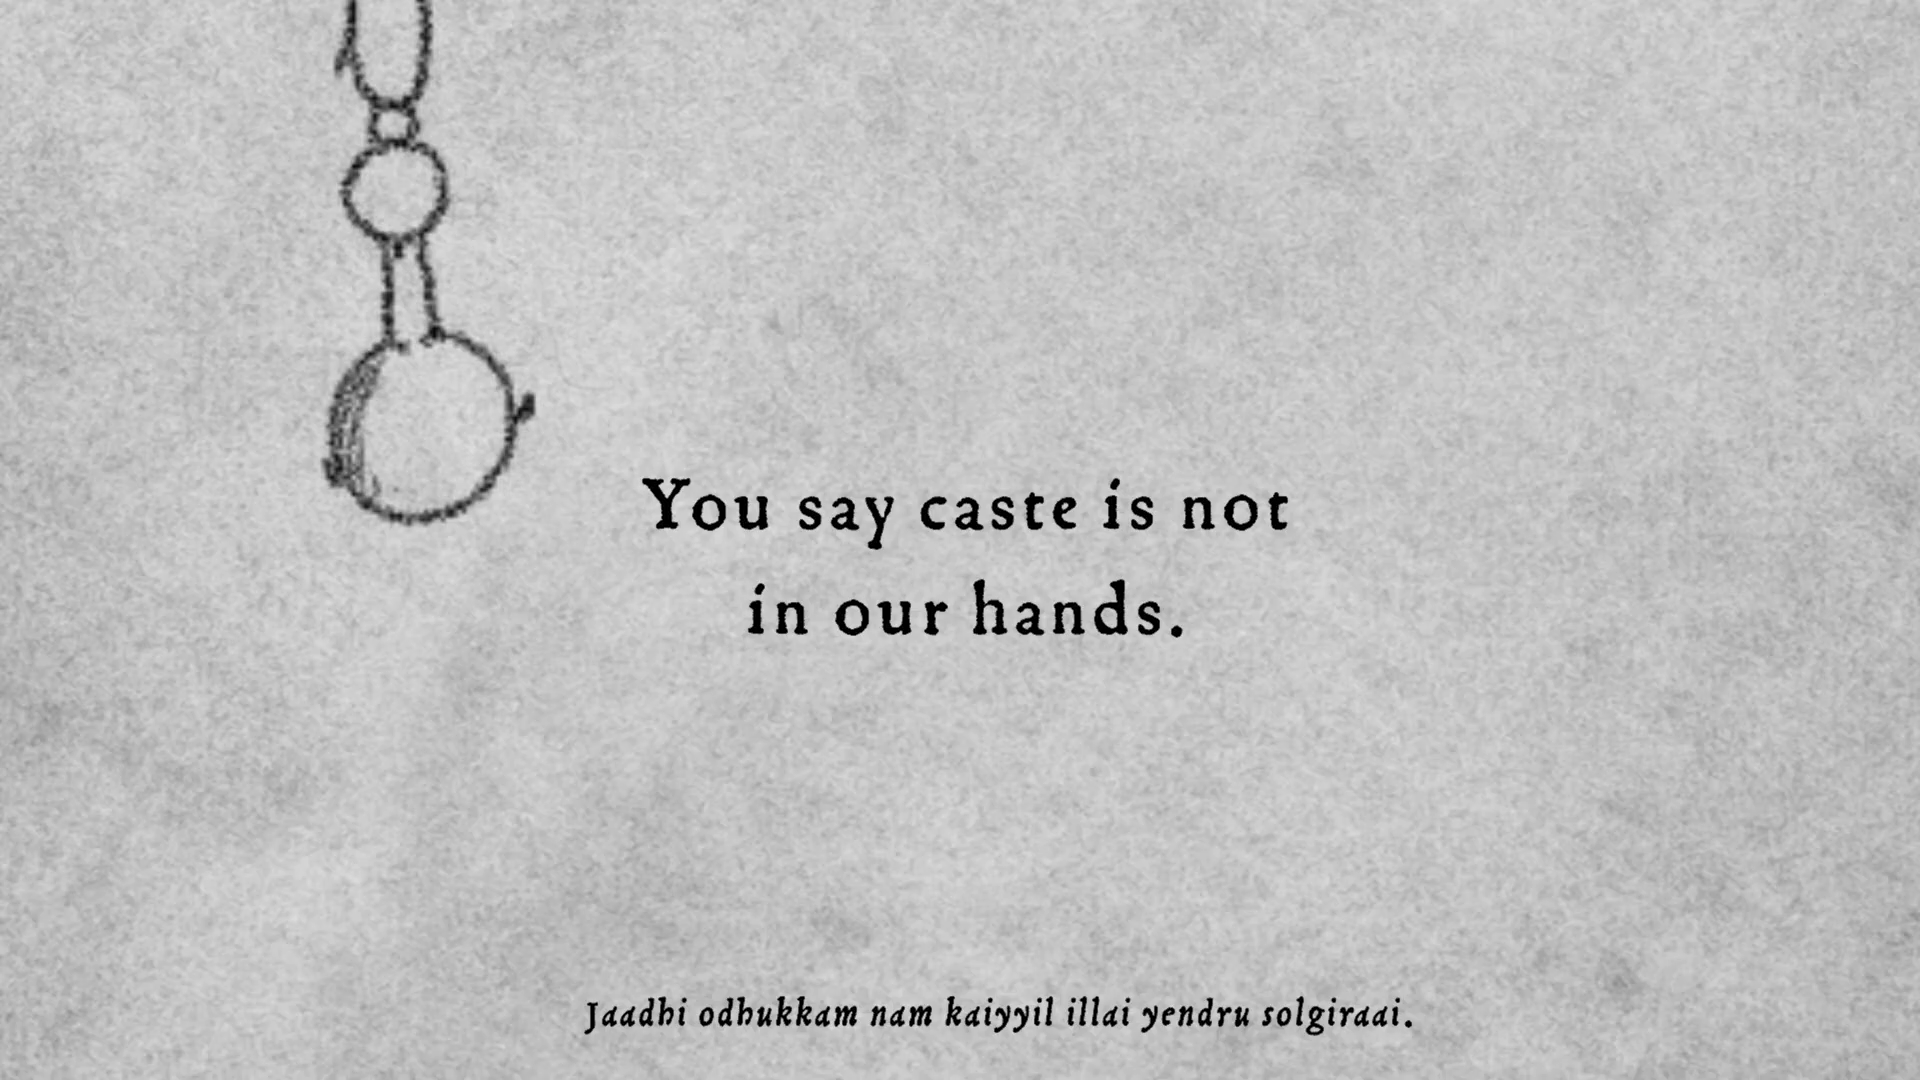 You say caste is not
in our hands.
Jaadhi odhukkam nam kaiyyil illai yendru solgiraai.